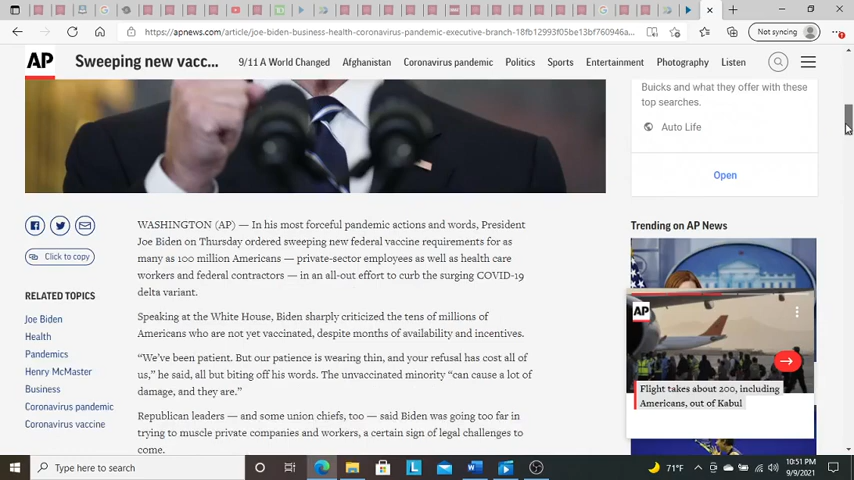 https://apnews.com/article/joe-biden-business-health-coronavirus-pandemic-executive-branch-18fb12993f05be13bf760946a...
Not syncing
AP
Sweeping new vacc...
9/11 A World Changed
Afghanistan
Coronavirus pandemic
Politics
Sports
Entertainment
Photography
Listen
Buicks and what they offer with these
top searches.
Auto Life
Open
Click to copy
RELATED TOPICS
Joe Biden
Health
Pandemics
Henry McMaster
Business
Coronavirus pandemic
Coronavirus vaccine
WASHINGTON (AP) — In his most forceful pandemic actions and words, President
Joe Biden on Thursday ordered sweeping new federal vaccine requirements for as
many as 100 million Americans — private-sector employees as well as health care
workers and federal contractors — in an all-out effort to curb the surging COVID-19
delta variant.
Speaking at the White House, Biden sharply criticized the tens of millions of
Americans who are not yet vaccinated, despite months of availability and incentives.
“We’ve been patient. But our patience is wearing thin, and your refusal has cost all of
us,” he said, all but biting off his words. The unvaccinated minority “can cause a lot of
damage, and they are.”
Republican leaders — and some union chiefs, too — said Biden was going too far in
trying to muscle private companies and workers, a certain sign of legal challenges to
come.
Trending on AP News
AP
Flight takes about 200, including
Americans, out of Kabul
Type here to search
71°F
10:51 PM
9/9/2021